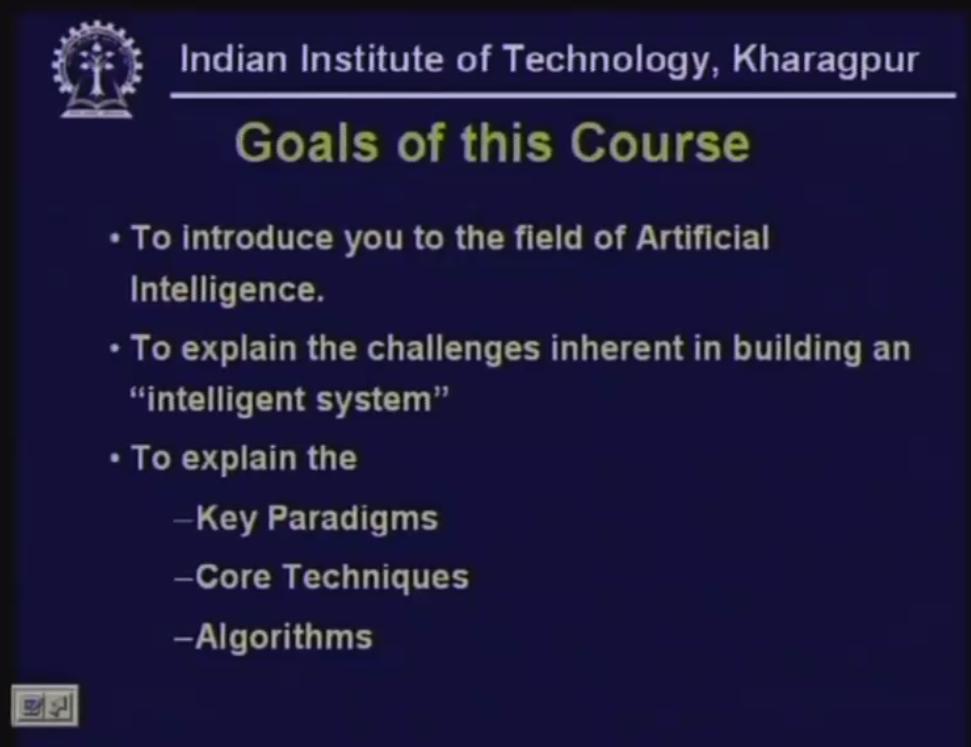 Indian Institute of Technology, Kharagpur
Goals of this Course
• To introduce you to the field of Artificial
Intelligence.
• To explain the challenges inherent in building an
“intelligent system”
• To explain the
–Key Paradigms
–Core Techniques
–Algorithms